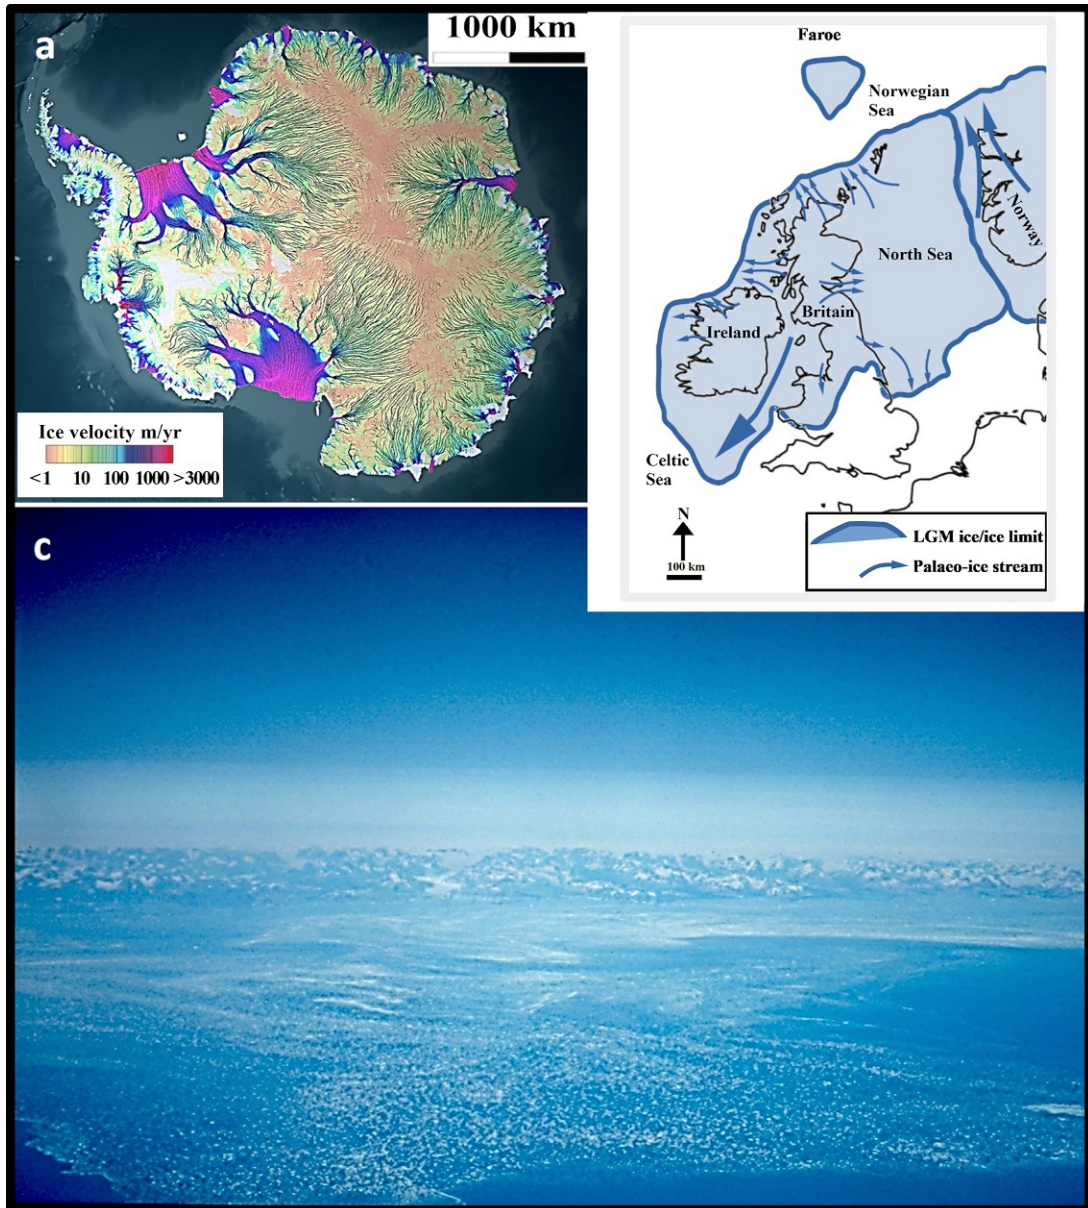 a
1000 km
Ice velocity m/yr
<1 10 100 1000 >3000
Faroe
Norwegian
Sea
Norway
North Sea
Britain
Ireland
Celtic
Sea
N
100 km
LGM ice/ice limit
Palaeo-ice stream
c